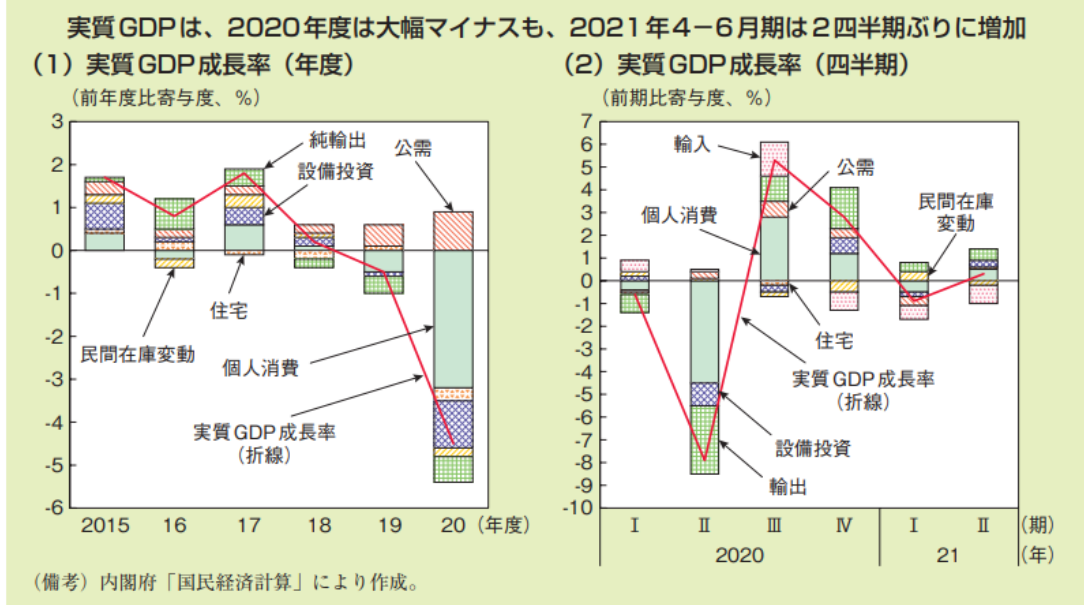 実質GDPは、2020年度は大幅マイナスも、2021年4－6月期は2四半期ぶりに増加
（1）実質GDP成長率（年度）
（前年度比寄与度、％）
3
2
1
0
-1
-2
-3
-4
-5
-6
純輸出
公需
設備投資
住宅
民間在庫変動
個人消費
実質GDP成長率
（折線）
2015 16 17 18 19 20（年度）
（2）実質GDP成長率（四半期）
（前期比寄与度、％）
7
6
5
4
3
2
1
0
-1
-2
-3
-4
-5
-6
-7
-8
-9
-10
輸入
公需
個人消費
民間在庫
変動
住宅
実質GDP成長率
（折線）
設備投資
輸出
Ⅰ Ⅱ Ⅲ Ⅳ Ⅰ Ⅱ （期）
2020 21 （年）
（備考）内閣府「国民経済計算」により作成。